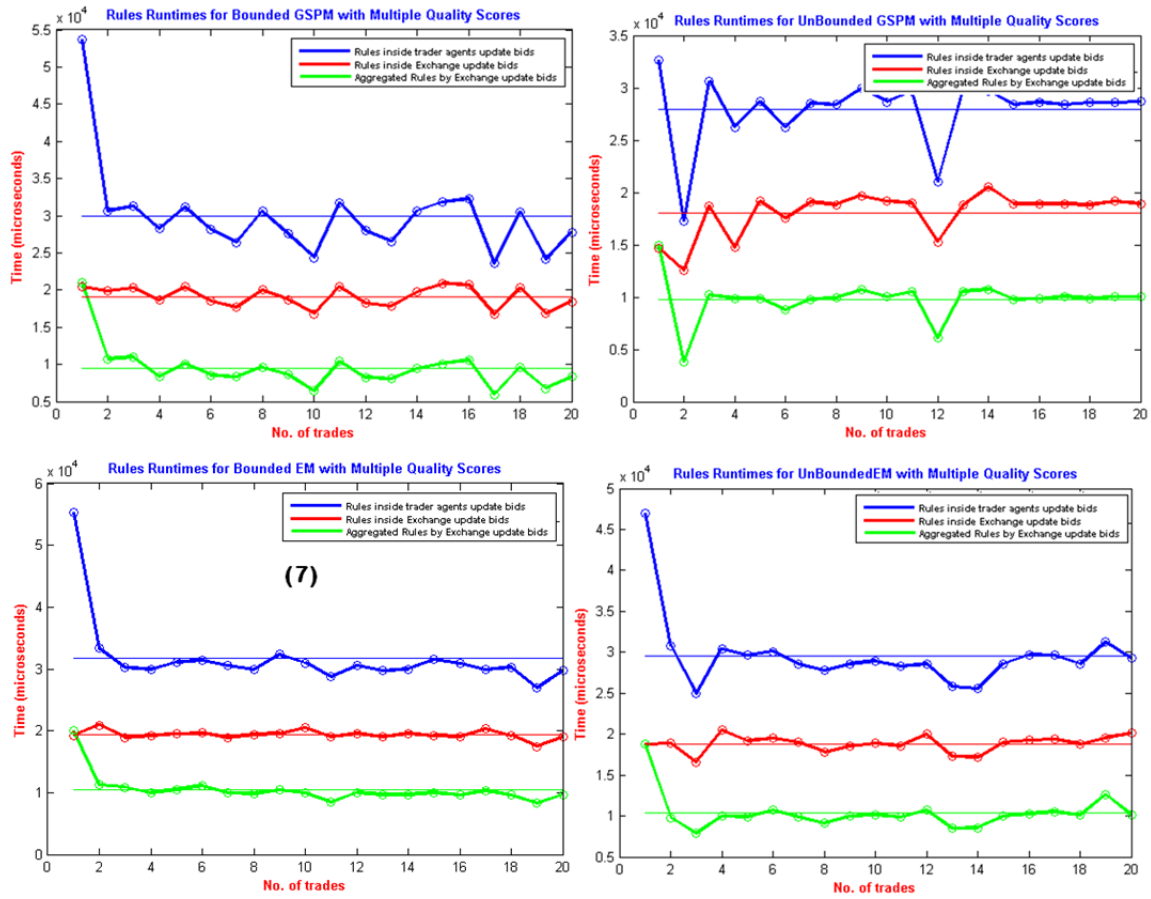 Rules Runtimes for Bounded GSPM with Multiple Quality Scores
x 10⁴
5.5
5
4.5
4
3.5
3
2.5
2
1.5
1
0.5
Time (microseconds)
Rules inside trader agents update bids
Rules inside Exchange update bids
Aggregated Rules by Exchange update bids
0 2 4 6 8 10 12 14 16 18 20
No. of trades
Rules Runtimes for UnBounded GSPM with Multiple Quality Scores
x 10⁴
3.5
3
2.5
2
1.5
1
0.5
0
Time (microseconds)
Rules inside trader agents update bids
Rules inside Exchange update bids
Aggregated Rules by Exchange update bids
0 2 4 6 8 10 12 14 16 18 20
No. of trades
Rules Runtimes for Bounded EM with Multiple Quality Scores
x 10⁴
6
5
4
3
2
1
0
Time (microseconds)
Rules inside trader agents update bids
Rules inside Exchange update bids
Aggregated Rules by Exchange update bids
(7)
0 2 4 6 8 10 12 14 16 18 20
No. of trades
Rules Runtimes for UnBoundedEM with Multiple Quality Scores
x 10⁴
5
4.5
4
3.5
3
2.5
2
1.5
1
0.5
Time (microseconds)
Rules inside trader agents update bids
Rules inside Exchange update bids
Aggregated Rules by Exchange update bids
0 2 4 6 8 10 12 14 16 18 20
No. of trades